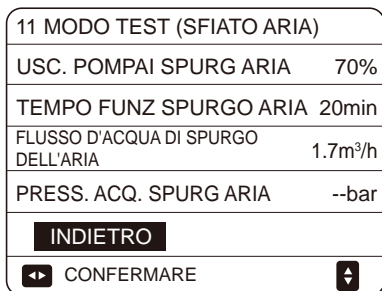 11 MODO TEST (SFIATO ARIA)
USC. POMPAI SPURG ARIA 70%
TEMPO FUNZ SPURGO ARIA 20min
FLUSSO D'ACQUA DI SPURGO
DELL'ARIA 1.7m³/h
PRESS. ACQ. SPURG ARIA --bar
INDIETRO
CONFERMARE